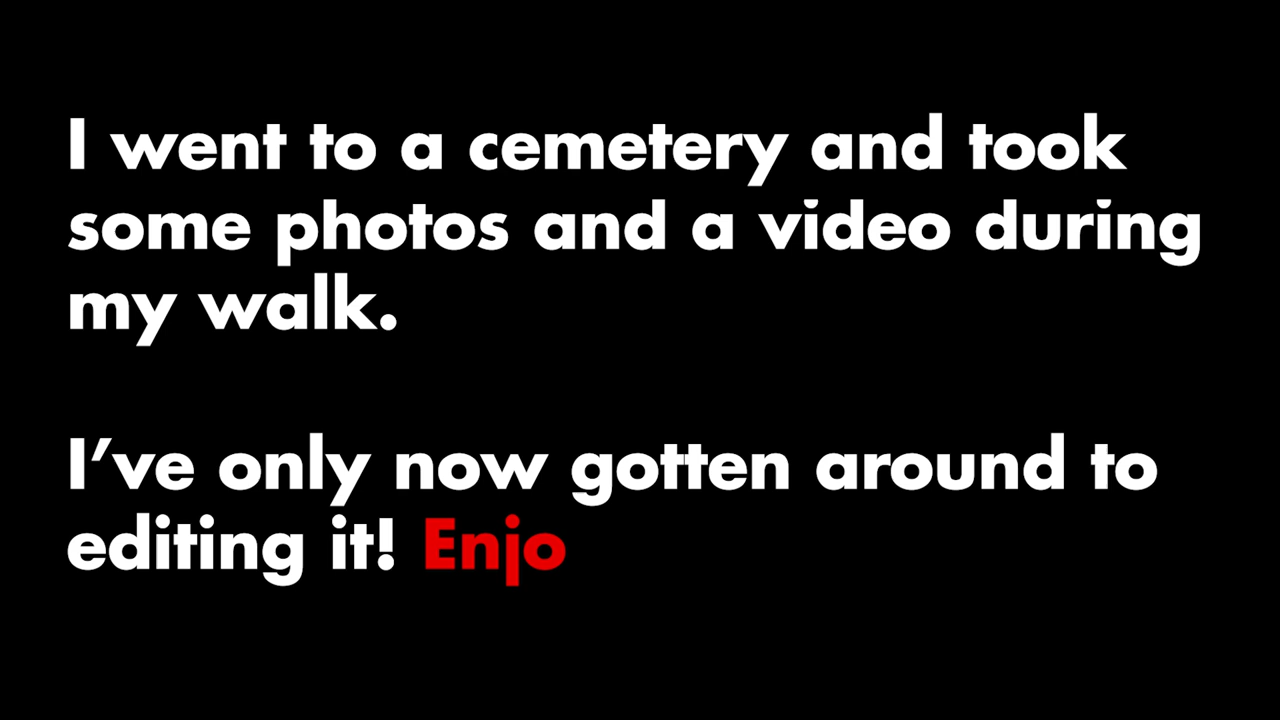 I went to a cemetery and took
some photos and a video during
my walk.
I’ve only now gotten around to
editing it! Enjo